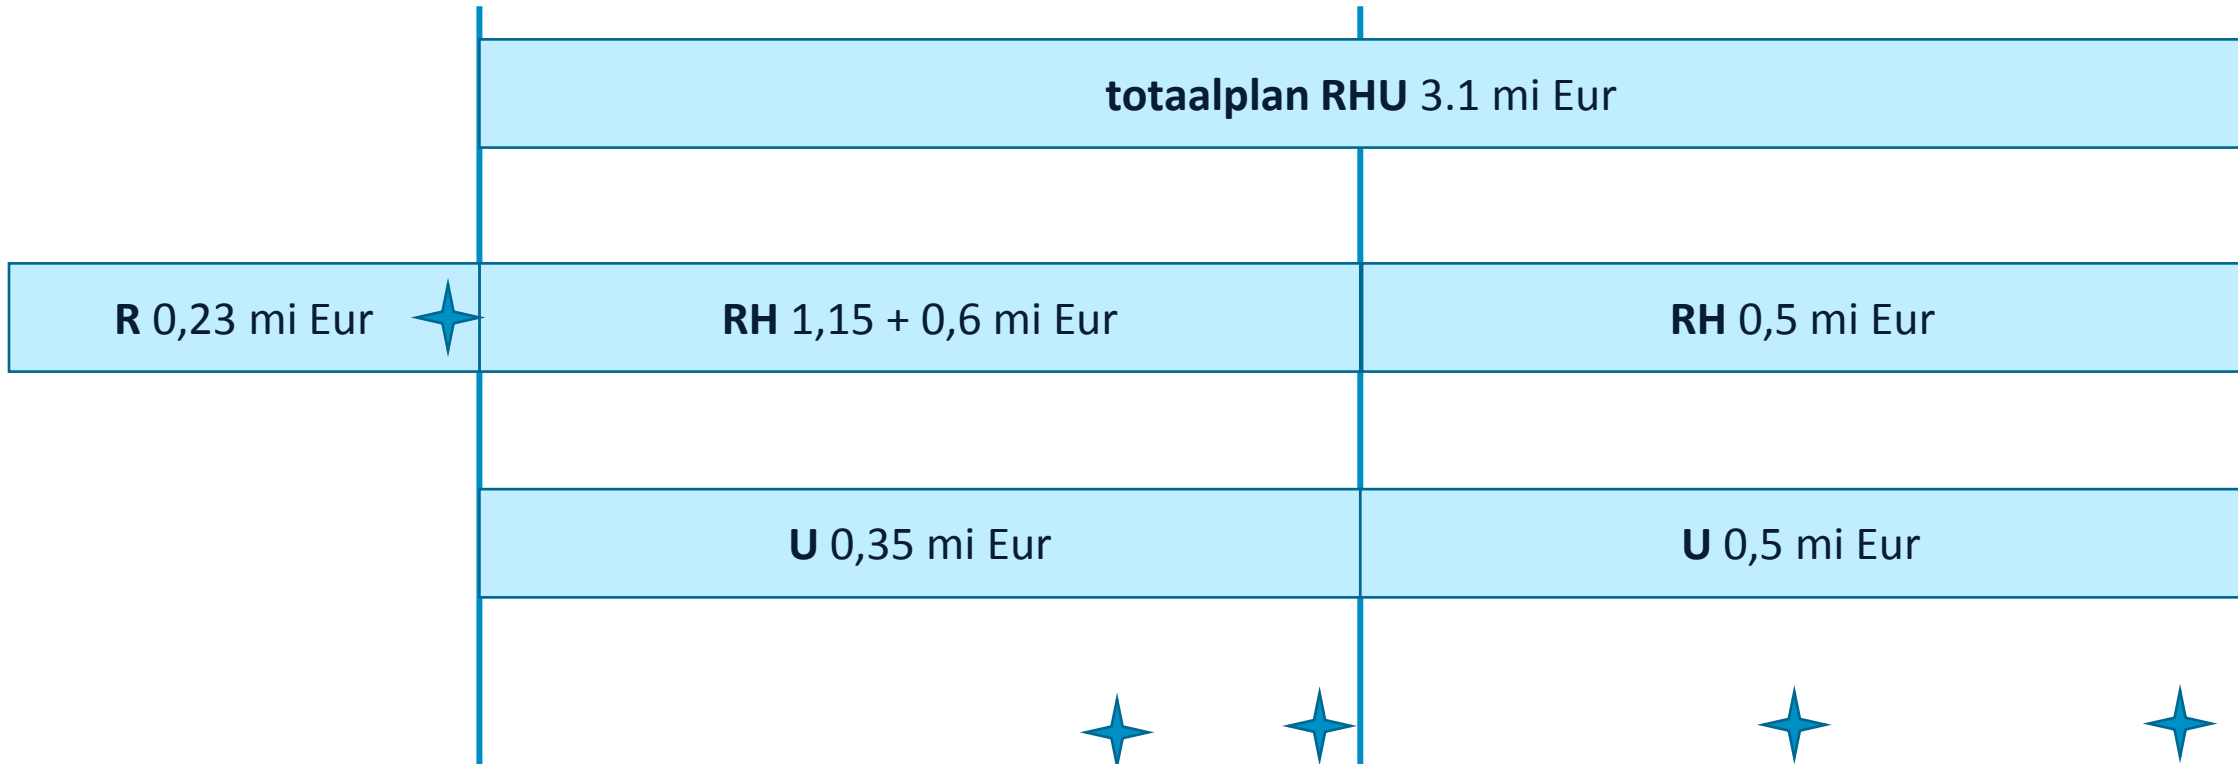 totaalplan RHU 3.1 mi Eur
R 0,23 mi Eur
RH 1,15 + 0,6 mi Eur
RH 0,5 mi Eur
U 0,35 mi Eur
U 0,5 mi Eur